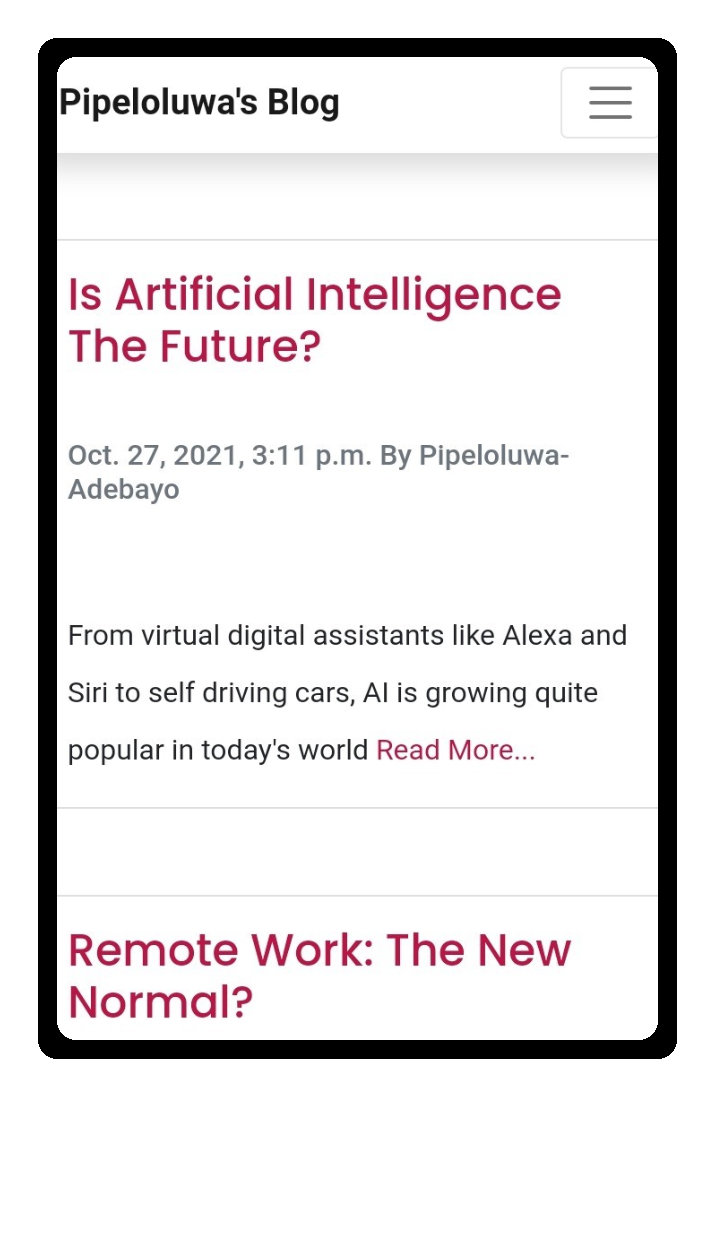 Pipeloluwa's Blog
Is Artificial Intelligence
The Future?
Oct. 27, 2021, 3:11 p.m. By Pipeloluwa-
Adebayo
From virtual digital assistants like Alexa and
Siri to self driving cars, AI is growing quite
popular in today's world Read More...
Remote Work: The New
Normal?